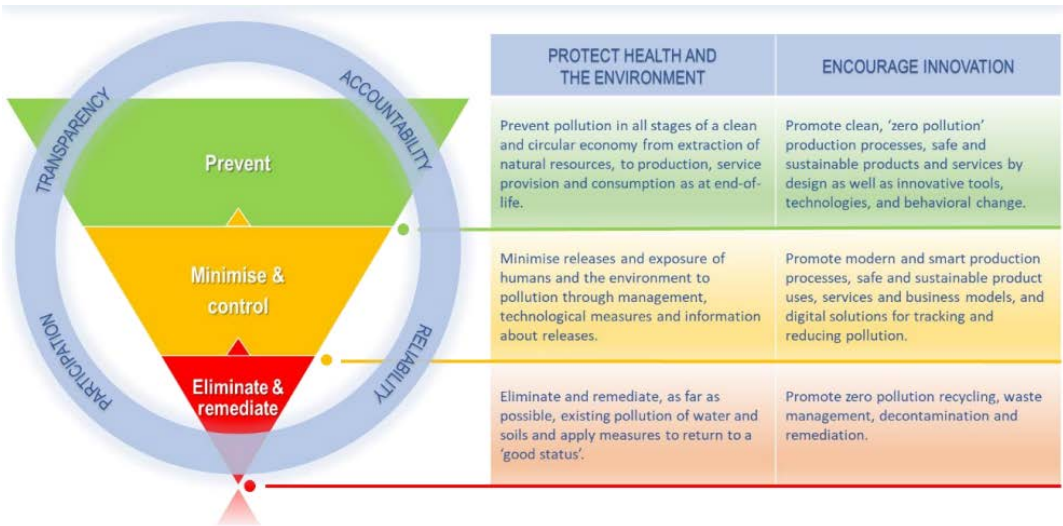 TRANSPARENCY
ACCOUNTABILITY
PARTICIPATION
RELIABILITY
Prevent
Minimise &
control
Eliminate &
remediate
PROTECT HEALTH AND
THE ENVIRONMENT
ENCOURAGE INNOVATION
Prevent pollution in all stages of a clean
and circular economy from extraction of
natural resources, to production, service
provision and consumption as at end-of-
life.
Promote clean, ‘zero pollution’
production processes, safe and
sustainable products and services by
design as well as innovative tools,
technologies, and behavioral change.
Minimise releases and exposure of
humans and the environment to
pollution through management,
technological measures and information
about releases.
Promote modern and smart production
processes, safe and sustainable product
uses, services and business models, and
digital solutions for tracking and
reducing pollution.
Eliminate and remediate, as far as
possible, existing pollution of water and
soils and apply measures to return to a
‘good status’.
Promote zero pollution recycling, waste
management, decontamination and
remediation.